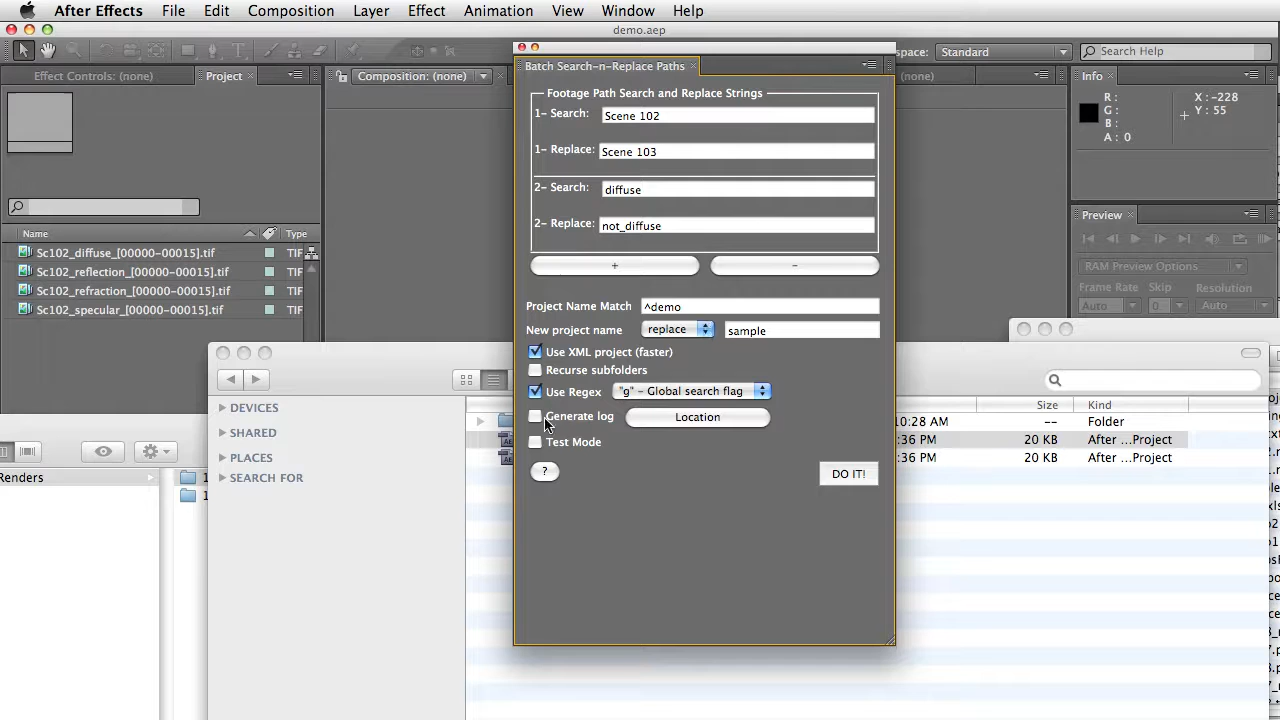 After Effects File Edit Composition Layer Effect Animation View Window Help
demo.aep
space: Standard Search Help
Effect Controls: (none) Project Composition: (none) (none) Info
Batch Search-n-Replace Paths
Footage Path Search and Replace Strings
1- Search: Scene 102
1- Replace: Scene 103
2- Search: diffuse
2- Replace: not_diffuse
+ -
Project Name Match ^demo
New project name replace sample
Use XML project (faster)
Recurse subfolders
Use Regex "g" - Global search flag
Generate log Location
Test Mode
? DO IT!
R :
G :
B :
A : 0
X : -228
Y : 55
Preview
RAM Preview Options
Frame Rate Skip Resolution
Auto 0 Auto
Name Type
Sc102_diffuse_[00000-00015].tif TIF
Sc102_reflection_[00000-00015].tif TIF
Sc102_refraction_[00000-00015].tif TIF
Sc102_specular_[00000-00015].tif TIF
Renders
DEVICES
SHARED
PLACES
SEARCH FOR
Size Kind
10:28 AM -- Folder
:36 PM 20 KB After ...Project
:36 PM 20 KB After ...Project